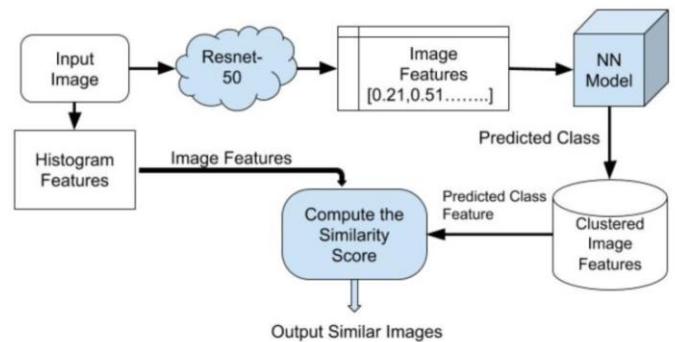 Input
Image
Resnet-
50
Image
Features
[0.21,0.51........]
NN
Model
Predicted Class
Histogram
Features
Image Features
Compute the
Similarity
Score
Predicted Class
Feature
Clustered
Image
Features
Output Similar Images